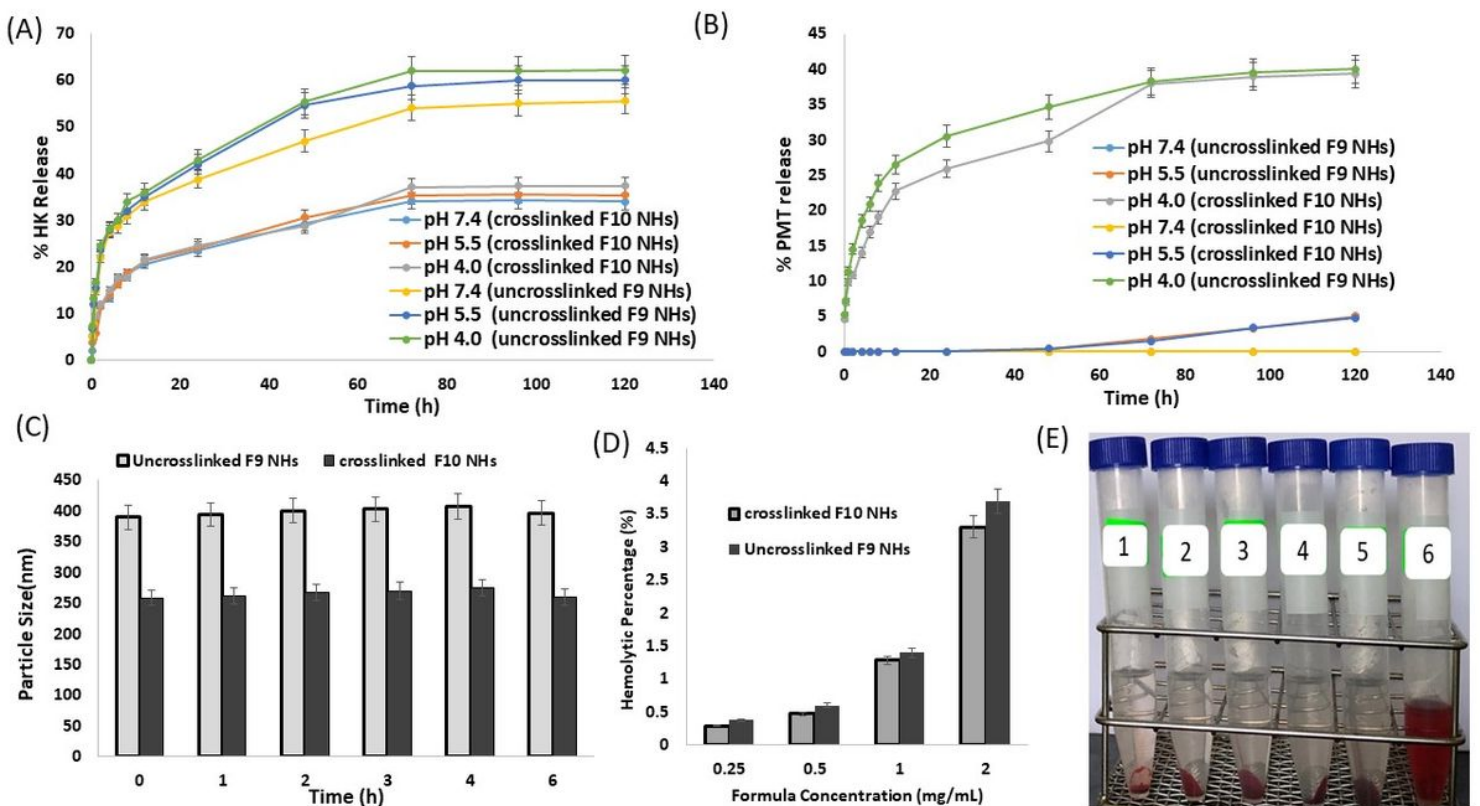 (A)
70
60
50
40
30
20
10
0
% HK Release
0 20 40 60 80 100 120 140
Time (h)
pH 7.4 (crosslinked F10 NHs)
pH 5.5 (crosslinked F10 NHs)
pH 4.0 (crosslinked F10 NHs)
pH 7.4 (uncrosslinked F9 NHs)
pH 5.5 (uncrosslinked F9 NHs)
pH 4.0 (uncrosslinked F9 NHs)
(B)
45
40
35
30
25
20
15
10
5
0
% PMT release
0 20 40 60 80 100 120 140
Time (h)
pH 7.4 (uncrosslinked F9 NHs)
pH 5.5 (uncrosslinked F9 NHs)
pH 4.0 (crosslinked F10 NHs)
pH 7.4 (crosslinked F10 NHs)
pH 5.5 (crosslinked F10 NHs)
pH 4.0 (uncrosslinked F9 NHs)
(C)
Uncrosslinked F9 NHs crosslinked F10 NHs
450
400
350
300
250
200
150
100
50
0
Particle Size(nm)
0 1 2 3 4 6
Time (h)
(D)
4.5
4
3.5
3
2.5
2
1.5
1
0.5
0
Hemolytic Percentage (%)
crosslinked F10 NHs
Uncrosslinked F9 NHs
0.25 0.5 1 2
Formula Concentration (mg/mL)
(E)
1 2 3 4 5 6